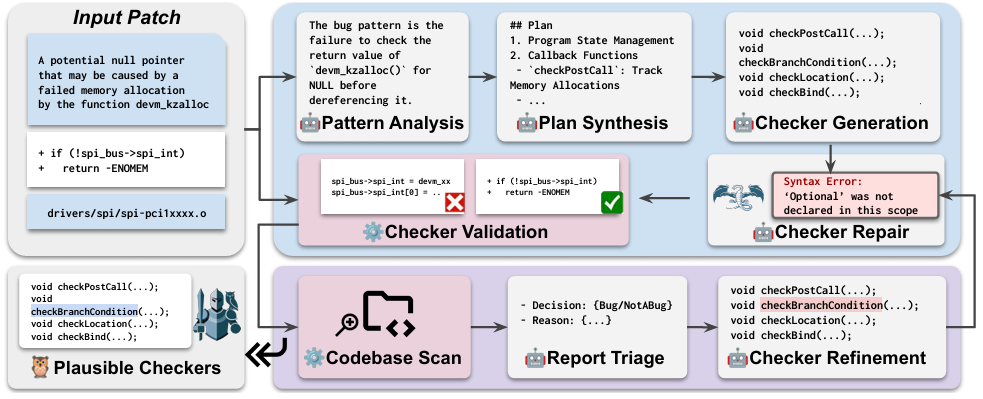 Input Patch
A potential null pointer
that may be caused by a
failed memory allocation
by the function devm_kzalloc
+ if (!spi_bus->spi_int)
+   return -ENOMEM
drivers/spi/spi-pci1xxxx.o
The bug pattern is the
failure to check the
return value of
`devm_kzalloc()` for
NULL before
dereferencing it.
Pattern Analysis
## Plan
1. Program State Management
2. Callback Functions
- `checkPostCall`: Track
Memory Allocations
- ...
Plan Synthesis
void checkPostCall(...);
void
checkBranchCondition(...);
void checkLocation(...);
void checkBind(...);
Checker Generation
spi_bus->spi_int = devm_xx
spi_bus->spi_int[0] = ..
+ if (!spi_bus->spi_int)
+   return -ENOMEM
Checker Validation
Syntax Error:
‘Optional’ was not
declared in this scope
Checker Repair
void checkPostCall(...);
void
checkBranchCondition(...);
void checkLocation(...);
void checkBind(...);
Plausible Checkers
Codebase Scan
- Decision: {Bug/NotABug}
- Reason: {...}
Report Triage
void checkPostCall(...);
void checkBranchCondition(...);
void checkLocation(...);
void checkBind(...);
Checker Refinement